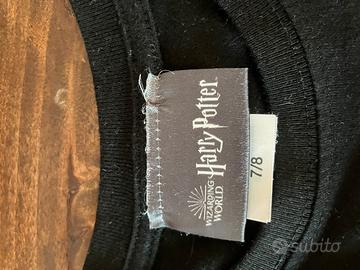 Harry Potter
WIZARDING
WORLD
7/8
subito